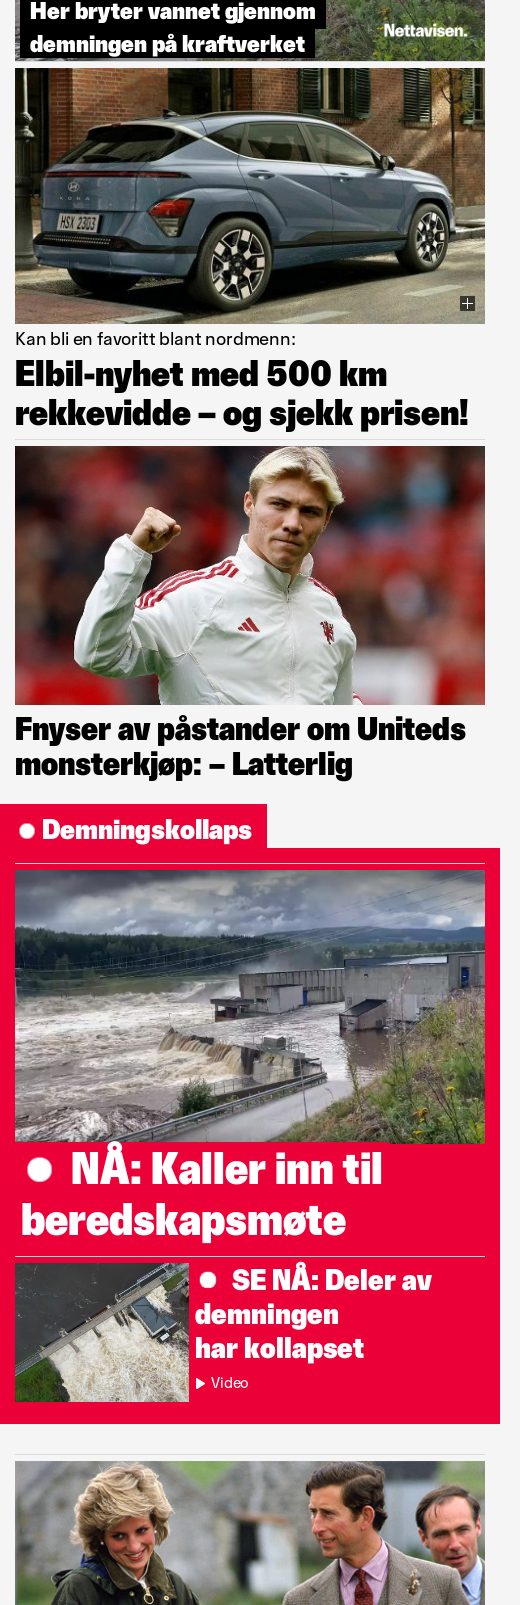 Her bryter vannet gjennom
demningen på kraftverket
Nettavisen.
KONA
HSX 2303
Kan bli en favoritt blant nordmenn:
Elbil-nyhet med 500 km
rekkevidde – og sjekk prisen!
Fnyser av påstander om Uniteds
monsterkjøp: – Latterlig
Demningskollaps
NÅ: Kaller inn til
beredskapsmøte
SE NÅ: Deler av
demningen
har kollapset
Video